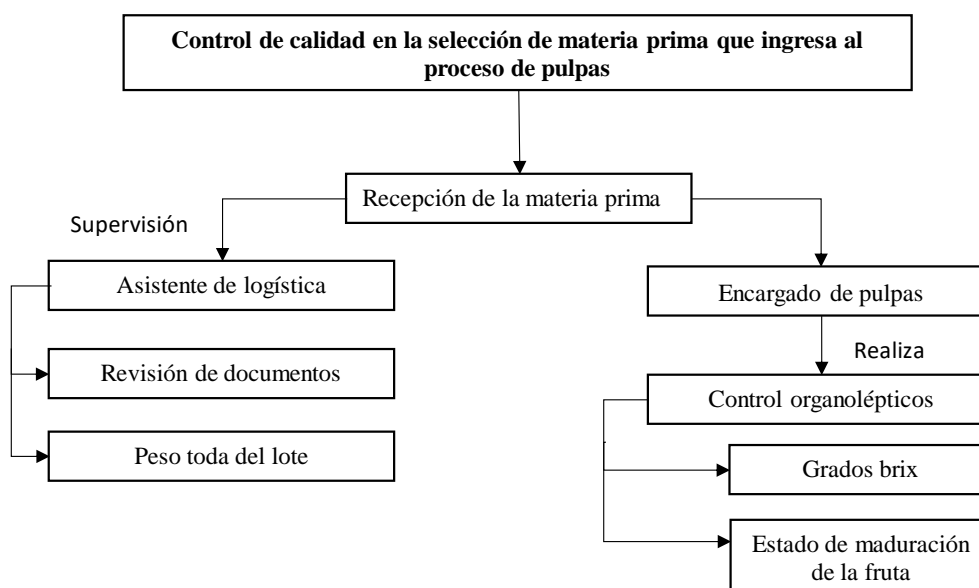 Control de calidad en la selección de materia prima que ingresa al
proceso de pulpas
Recepción de la materia prima
Supervisión
Asistente de logística
Encargado de pulpas
Realiza
Revisión de documentos
Control organolépticos
Peso toda del lote
Grados brix
Estado de maduración
de la fruta